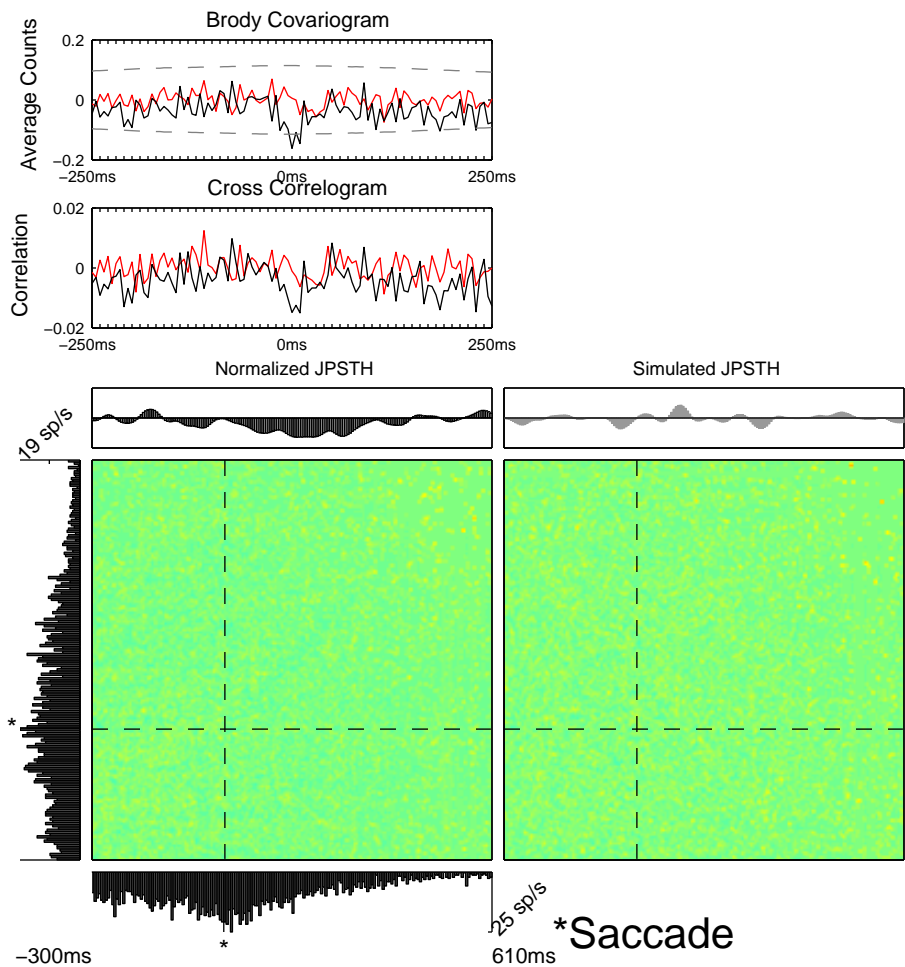 Brody Covariogram
Average Counts
0.2
0
−0.2
−250ms
0ms
250ms
Cross Correlogram
Correlation
0.02
0
−0.02
−250ms
0ms
250ms
Normalized JPSTH
Simulated JPSTH
19 sp/s
*
*
25 sp/s
*Saccade
−300ms
610ms